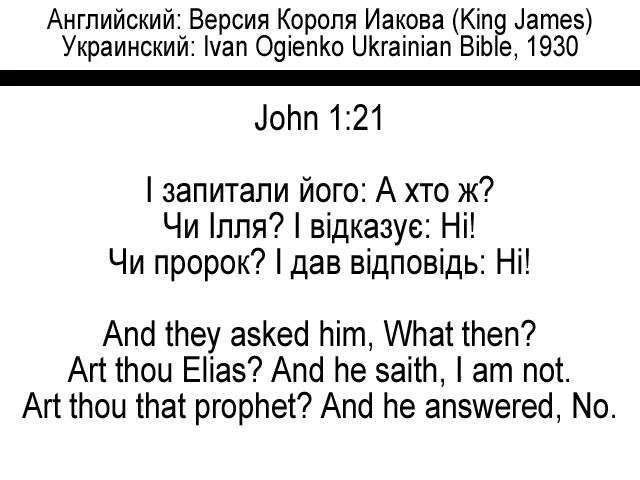 Английский: Версия Короля Иакова (King James)
Украинский: Ivan Ogienko Ukrainian Bible, 1930
John 1:21
І запитали його: А хто ж?
Чи Ілля? І відказує: Ні!
Чи пророк? І дав відповідь: Ні!
And they asked him, What then?
Art thou Elias? And he saith, I am not.
Art thou that prophet? And he answered, No.